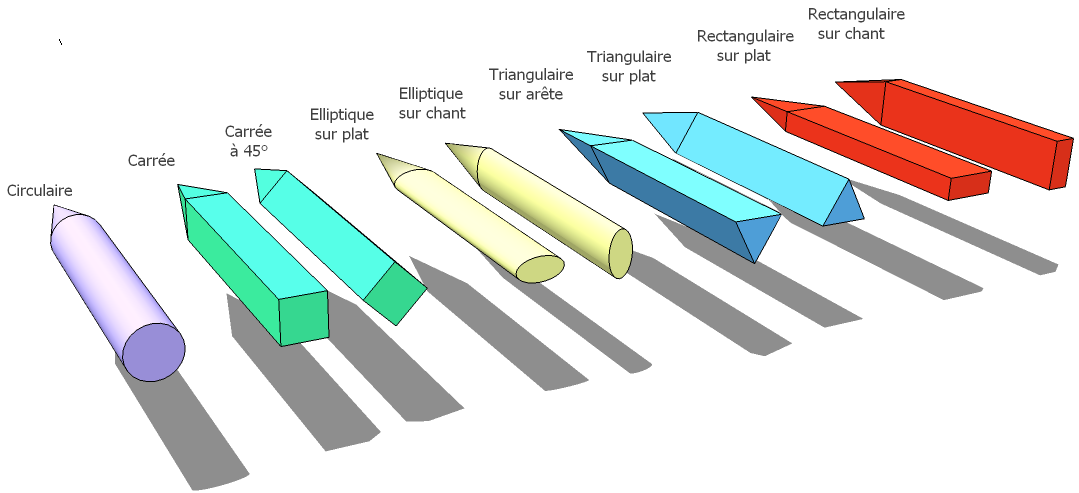 Circulaire
Carrée
Carrée
à 45°
Elliptique
sur plat
Elliptique
sur chant
Triangulaire
sur arête
Triangulaire
sur plat
Rectangulaire
sur plat
Rectangulaire
sur chant